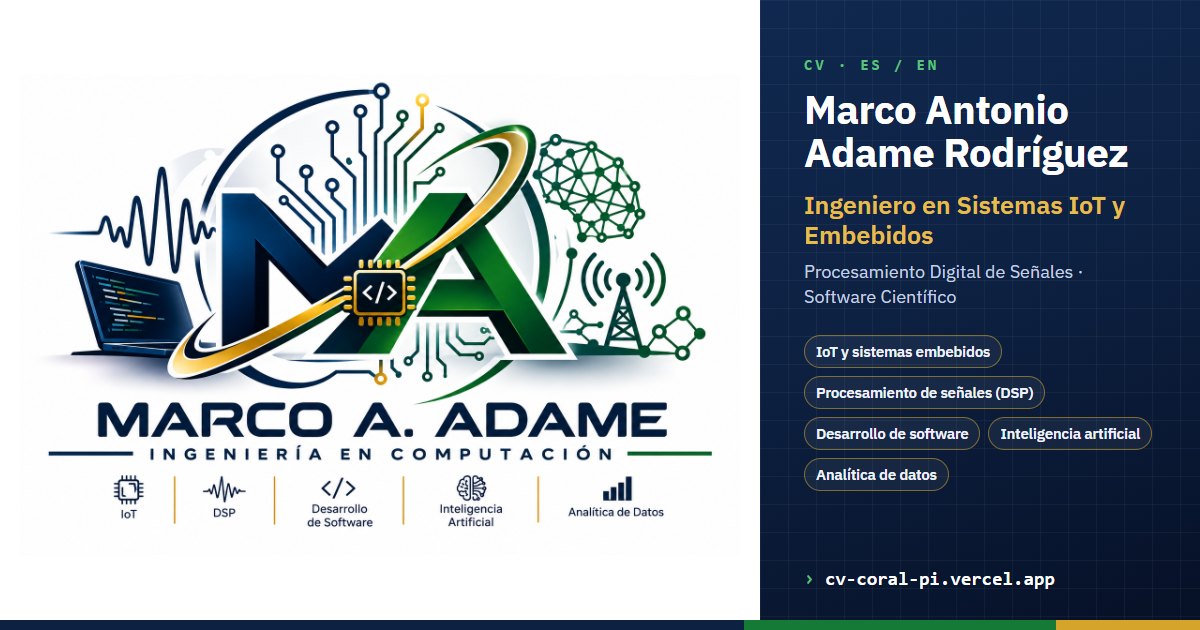 MA
</>
MARCO A. ADAME
INGENIERÍA EN COMPUTACIÓN
IoT
DSP
</>
Desarrollo
de Software
Inteligencia
Artificial
Analítica de Datos
CV · ES / EN
Marco Antonio
Adame Rodríguez
Ingeniero en Sistemas IoT y
Embebidos
Procesamiento Digital de Señales ·
Software Científico
IoT y sistemas embebidos
Procesamiento de señales (DSP)
Desarrollo de software
Inteligencia artificial
Analítica de datos
› cv-coral-pi.vercel.app